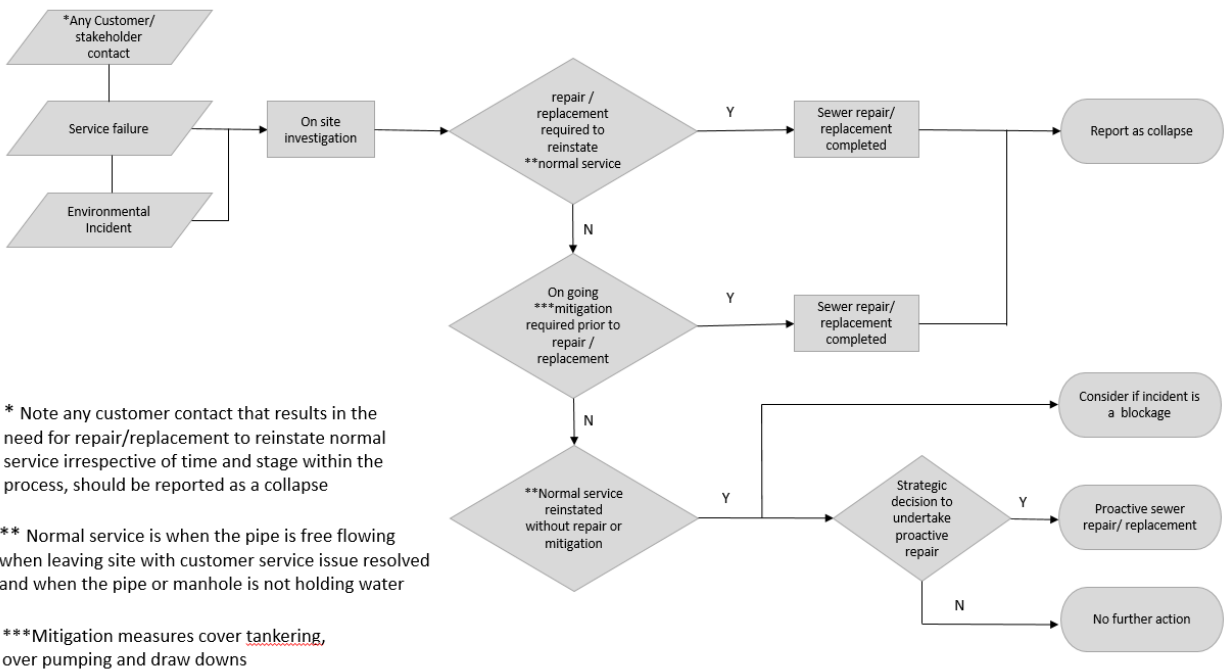 *Any Customer/
stakeholder
contact
Service failure
Environmental
Incident
On site
investigation
repair /
replacement
required to
reinstate
**normal service
Y
Sewer repair/
replacement
completed
Report as collapse
N
On going
***mitigation
required prior to
repair /
replacement
Y
Sewer repair/
replacement
completed
N
**Normal service
reinstated
without repair or
mitigation
Y
Consider if incident is
a blockage
Strategic
decision to
undertake
proactive
repair
Y
Proactive sewer
repair/ replacement
N
No further action
* Note any customer contact that results in the
need for repair/replacement to reinstate normal
service irrespective of time and stage within the
process, should be reported as a collapse
** Normal service is when the pipe is free flowing
when leaving site with customer service issue resolved
and when the pipe or manhole is not holding water
***Mitigation measures cover tankering,
over pumping and draw downs